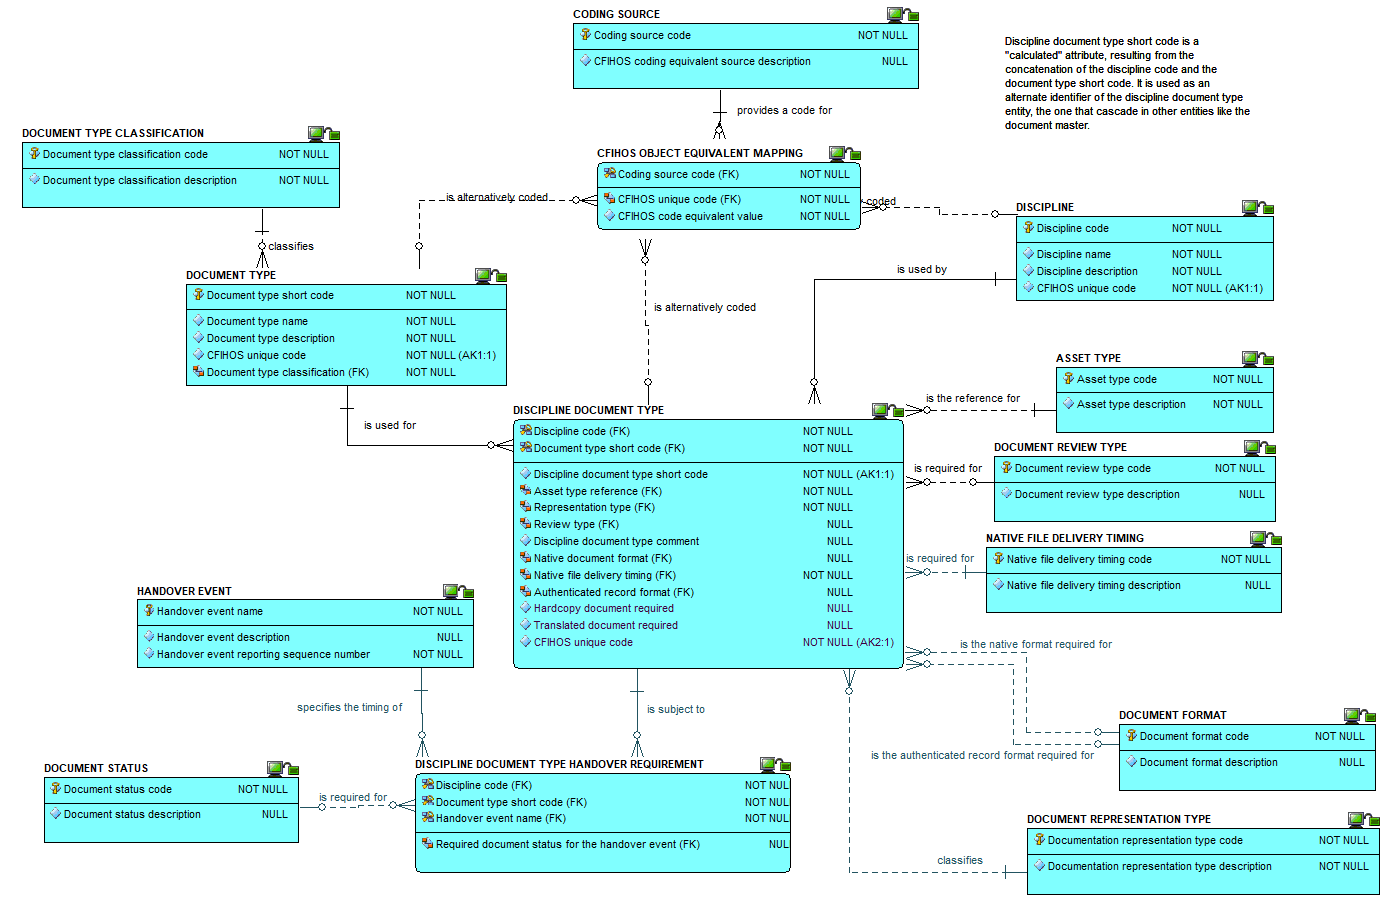 CODING SOURCE
Coding source code NOT NULL
CFIHOS coding equivalent source description NULL
Discipline document type short code is a
"calculated" attribute, resulting from the
concatenation of the discipline code and the
document type short code. It is used as an
alternate identifier of the discipline document type
entity, the one that cascade in other entities like the
document master.
provides a code for
DOCUMENT TYPE CLASSIFICATION
Document type classification code NOT NULL
Document type classification description NOT NULL
CFIHOS OBJECT EQUIVALENT MAPPING
Coding source code (FK) NOT NULL
CFIHOS unique code (FK) NOT NULL
CFIHOS code equivalent value NOT NULL
is alternatively coded
coded
DISCIPLINE
Discipline code NOT NULL
Discipline name NOT NULL
Discipline description NOT NULL
CFIHOS unique code NOT NULL (AK1:1)
classifies
is used by
DOCUMENT TYPE
Document type short code NOT NULL
Document type name NOT NULL
Document type description NOT NULL
CFIHOS unique code NOT NULL (AK1:1)
Document type classification (FK) NOT NULL
is alternatively coded
ASSET TYPE
Asset type code NOT NULL
Asset type description NOT NULL
is the reference for
is used for
DISCIPLINE DOCUMENT TYPE
Discipline code (FK) NOT NULL
Document type short code (FK) NOT NULL
Discipline document type short code NOT NULL (AK1:1)
Asset type reference (FK) NOT NULL
Representation type (FK) NOT NULL
Review type (FK) NULL
Discipline document type comment NULL
Native document format (FK) NULL
Native file delivery timing (FK) NOT NULL
Authenticated record format (FK) NULL
Hardcopy document required NULL
Translated document required NULL
CFIHOS unique code NOT NULL (AK2:1)
DOCUMENT REVIEW TYPE
Document review type code NOT NULL
Document review type description NULL
is required for
NATIVE FILE DELIVERY TIMING
Native file delivery timing code NOT NULL
Native file delivery timing description NULL
is required for
HANDOVER EVENT
Handover event name NOT NULL
Handover event description NULL
Handover event reporting sequence number NOT NULL
is the native format required for
specifies the timing of
is subject to
DOCUMENT FORMAT
Document format code NOT NULL
Document format description NULL
is the authenticated record format required for
DOCUMENT STATUS
Document status code NOT NULL
Document status description NULL
is required for
DISCIPLINE DOCUMENT TYPE HANDOVER REQUIREMENT
Discipline code (FK) NOT NUL
Document type short code (FK) NOT NUL
Handover event name (FK) NOT NUL
Required document status for the handover event (FK) NUL
DOCUMENT REPRESENTATION TYPE
Documentation representation type code NOT NULL
Documentation representation type description NOT NULL
classifies